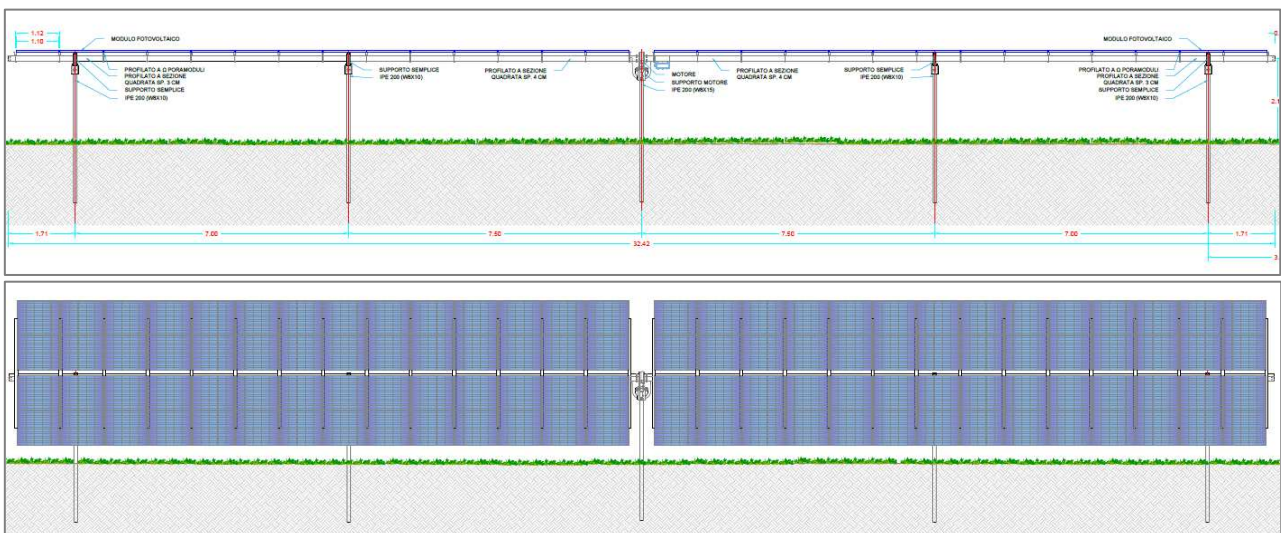 1.12
1.10
MODULO FOTOVOLTAICO
PROFILATO A Ω PORAMODULI
PROFILATO A SEZIONE
QUADRATA SP. 3 CM
SUPPORTO SEMPLICE
IPE 200 (W8X10)
SUPPORTO SEMPLICE
IPE 200 (W8X10)
PROFILATO A SEZIONE
QUADRATA SP. 4 CM
MOTORE
SUPPORTO MOTORE
IPE 200 (W8X15)
PROFILATO A SEZIONE
QUADRATA SP. 4 CM
SUPPORTO SEMPLICE
IPE 200 (W8X10)
MODULO FOTOVOLTAICO
PROFILATO A Ω PORAMODULI
PROFILATO A SEZIONE
QUADRATA SP. 3 CM
SUPPORTO SEMPLICE
IPE 200 (W8X10)
2.1
1.71
7.00
7.50
7.50
7.00
1.71
32.42
3.